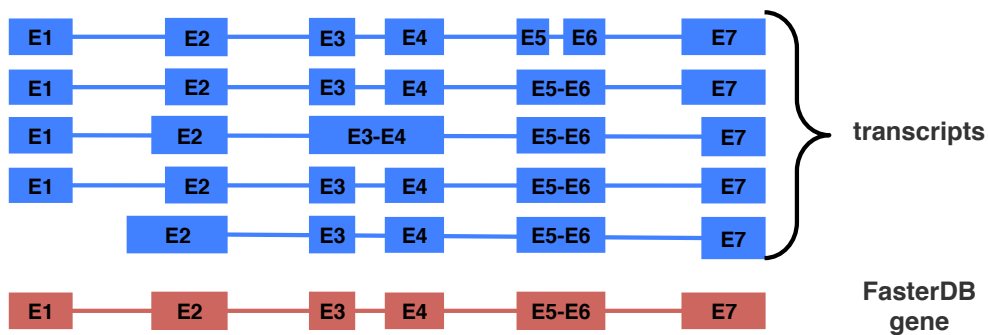 E1 E2 E3 E4 E5 E6 E7
E1 E2 E3 E4 E5-E6 E7
E1 E2 E3-E4 E5-E6 E7
E1 E2 E3 E4 E5-E6 E7
E2 E3 E4 E5-E6 E7
transcripts
E1 E2 E3 E4 E5-E6 E7
FasterDB
gene